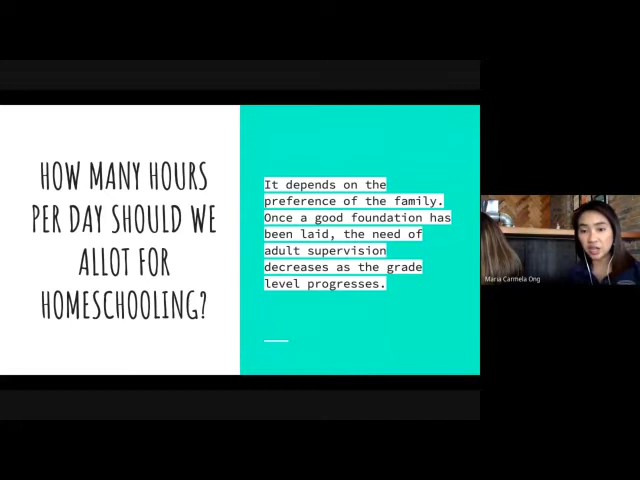 HOW MANY HOURS
PER DAY SHOULD WE
ALLOT FOR
HOMESCHOOLING?
It depends on the
preference of the family.
Once a good foundation has
been laid, the need of
adult supervision
decreases as the grade
level progresses.
Maria Carmela Ong